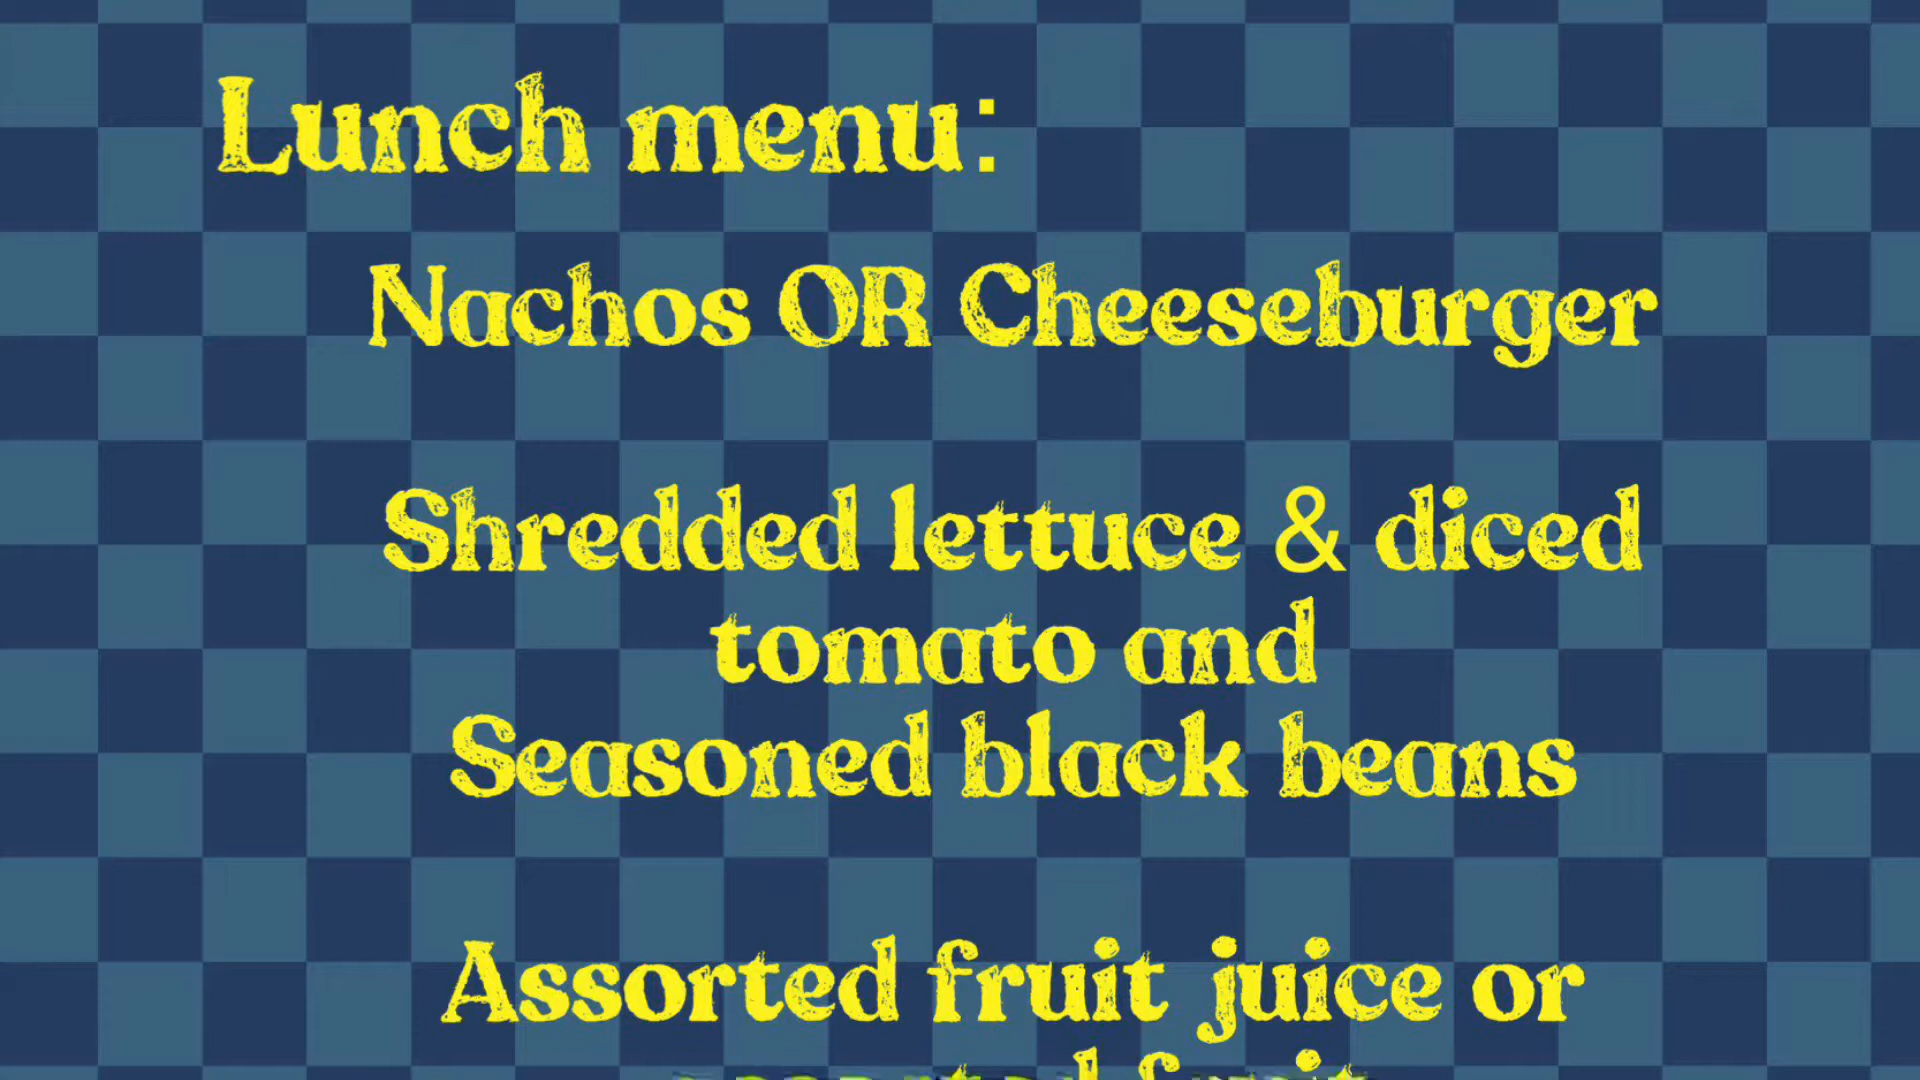 Lunch menu:
Nachos OR Cheeseburger
Shredded lettuce & diced
tomato and
Seasoned black beans
Assorted fruit juice or